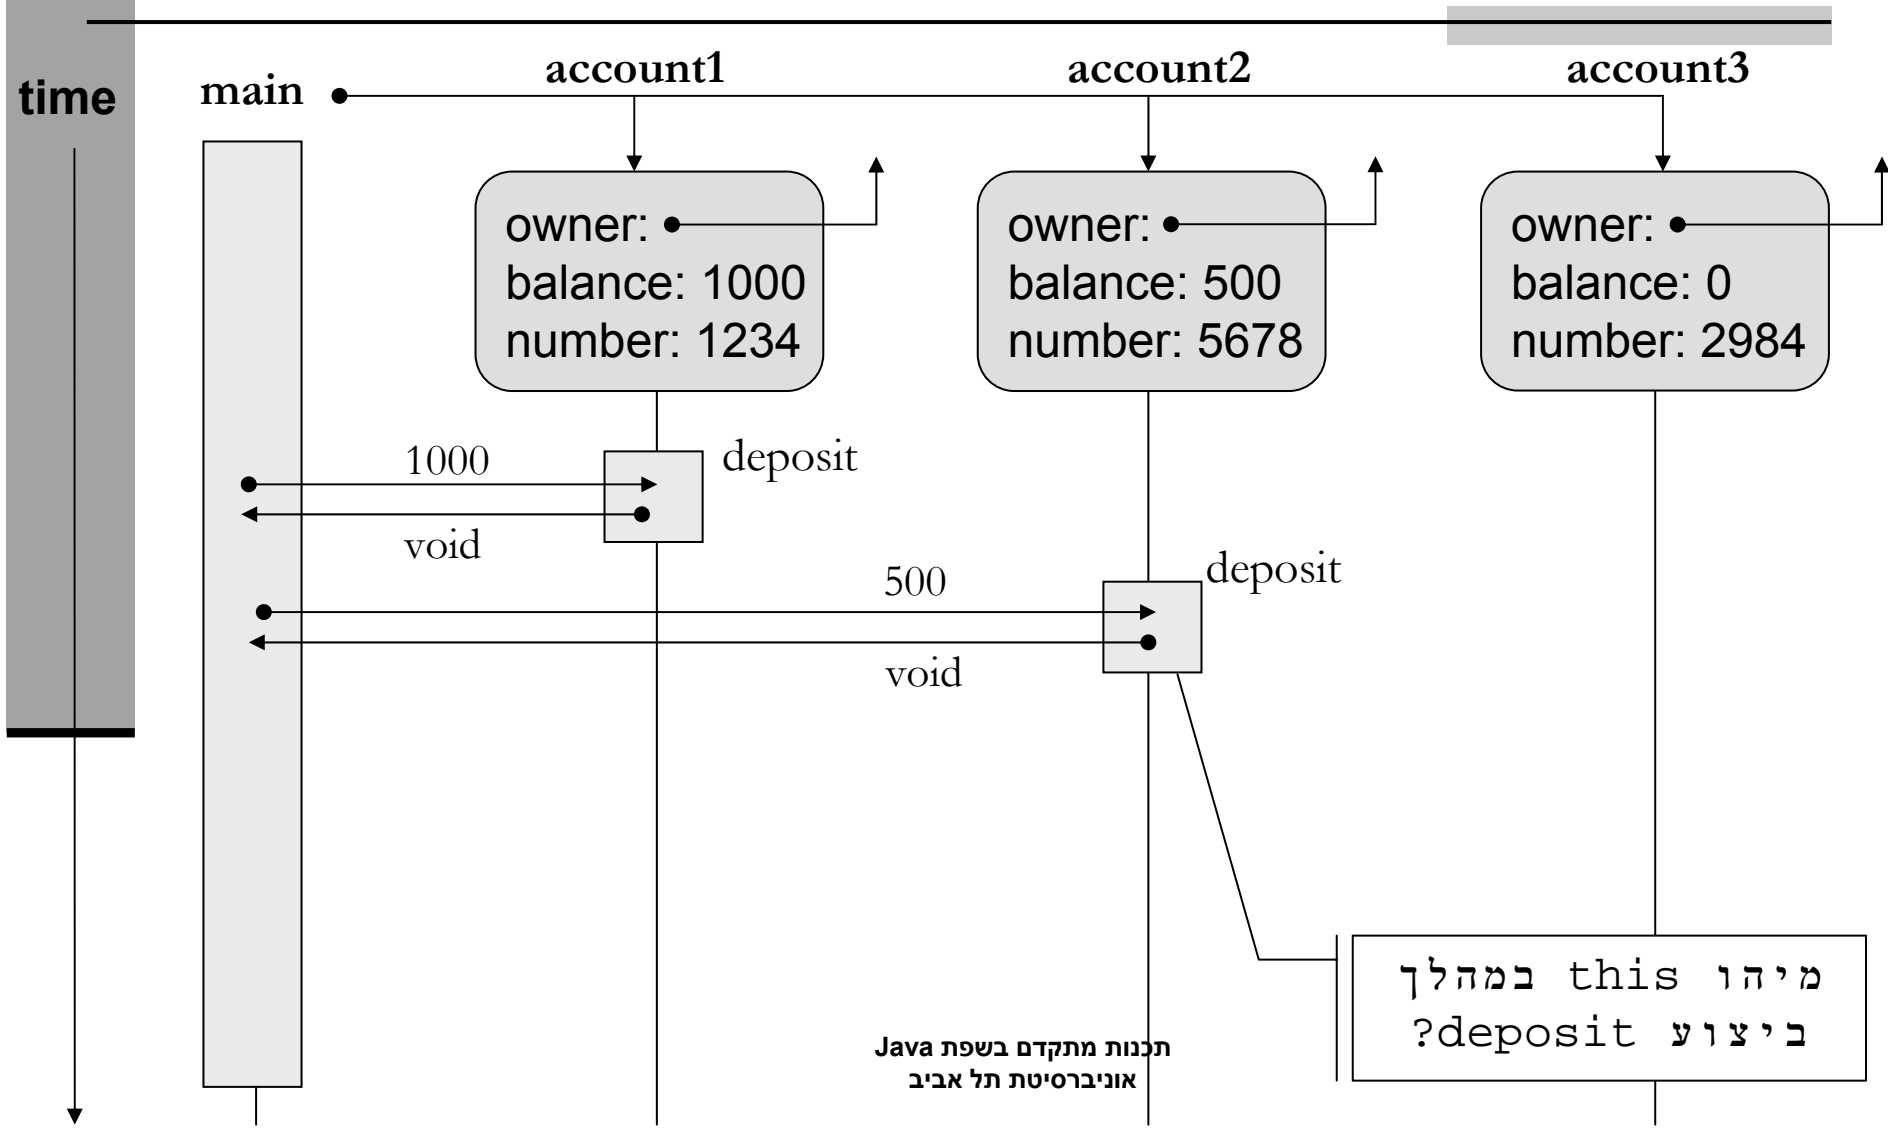 time
main
account1
account2
account3
owner:
balance: 1000
number: 1234
owner:
balance: 500
number: 5678
owner:
balance: 0
number: 2984
1000
deposit
void
500
deposit
void
מיהו this במהלך
ביצוע deposit?
תכנות מתקדם בשפת Java
אוניברסיטת תל אביב